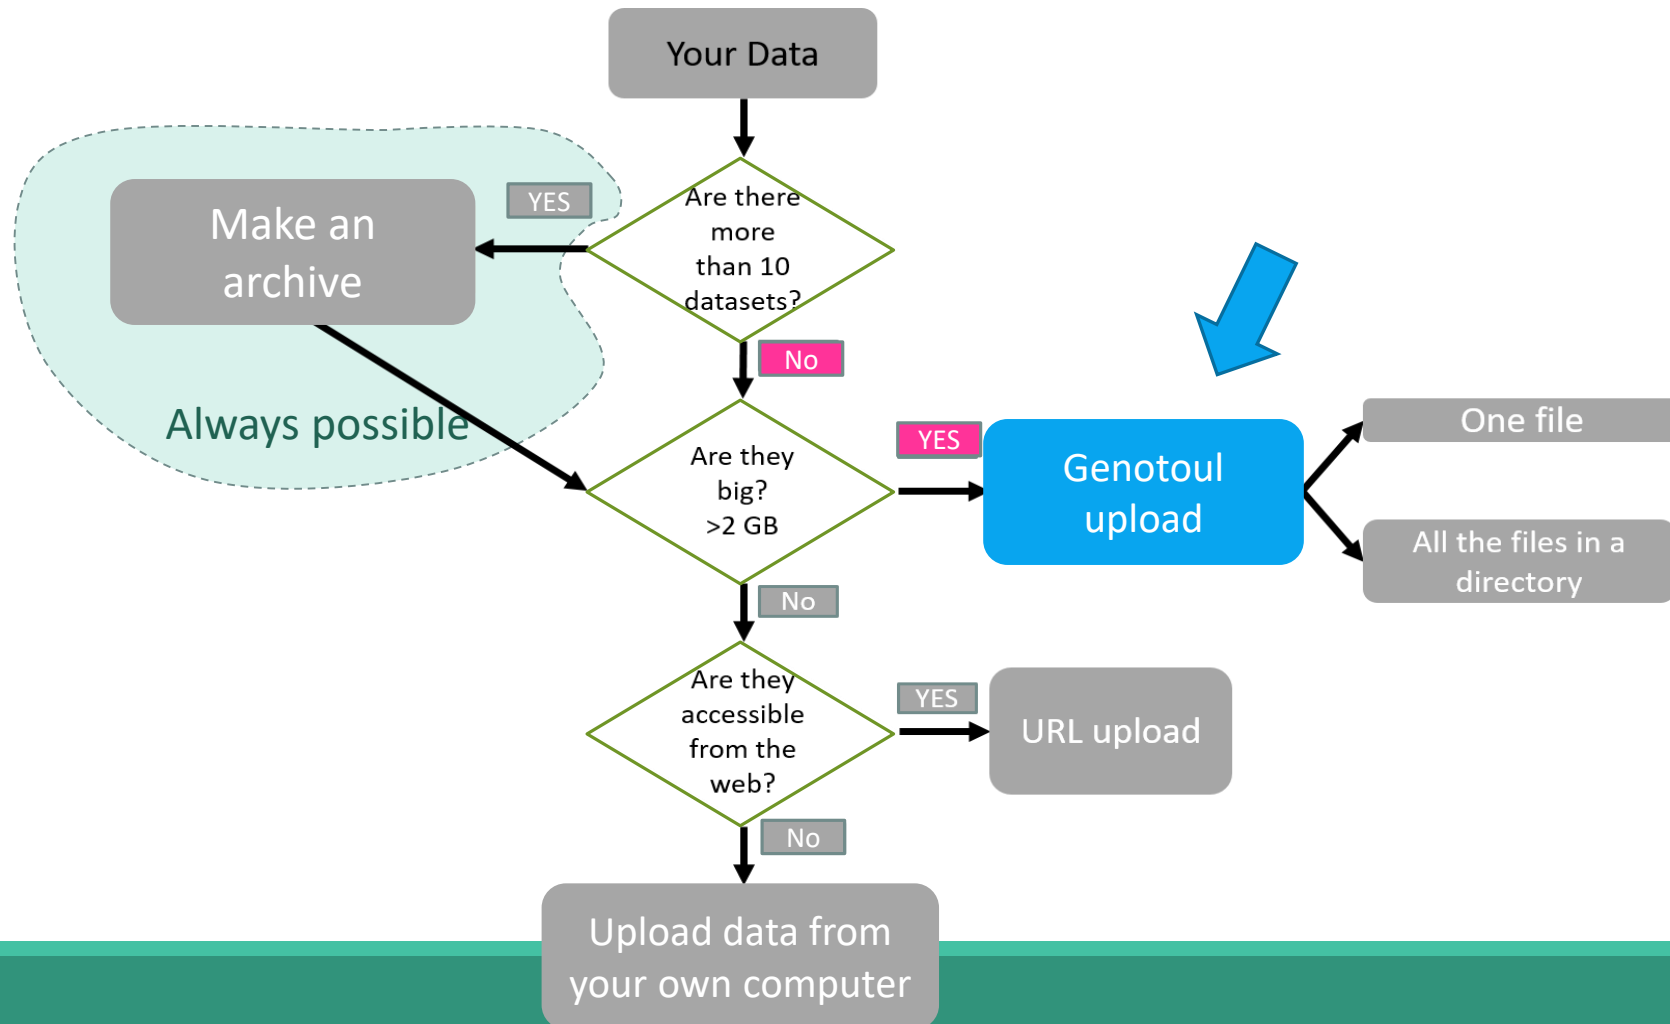 Your Data
Are there
more
than 10
datasets?
YES
Make an
archive
Always possible
No
Are they
big?
>2 GB
YES
Genotoul
upload
One file
All the files in a
directory
No
Are they
accessible
from the
web?
YES
URL upload
No
Upload data from
your own computer